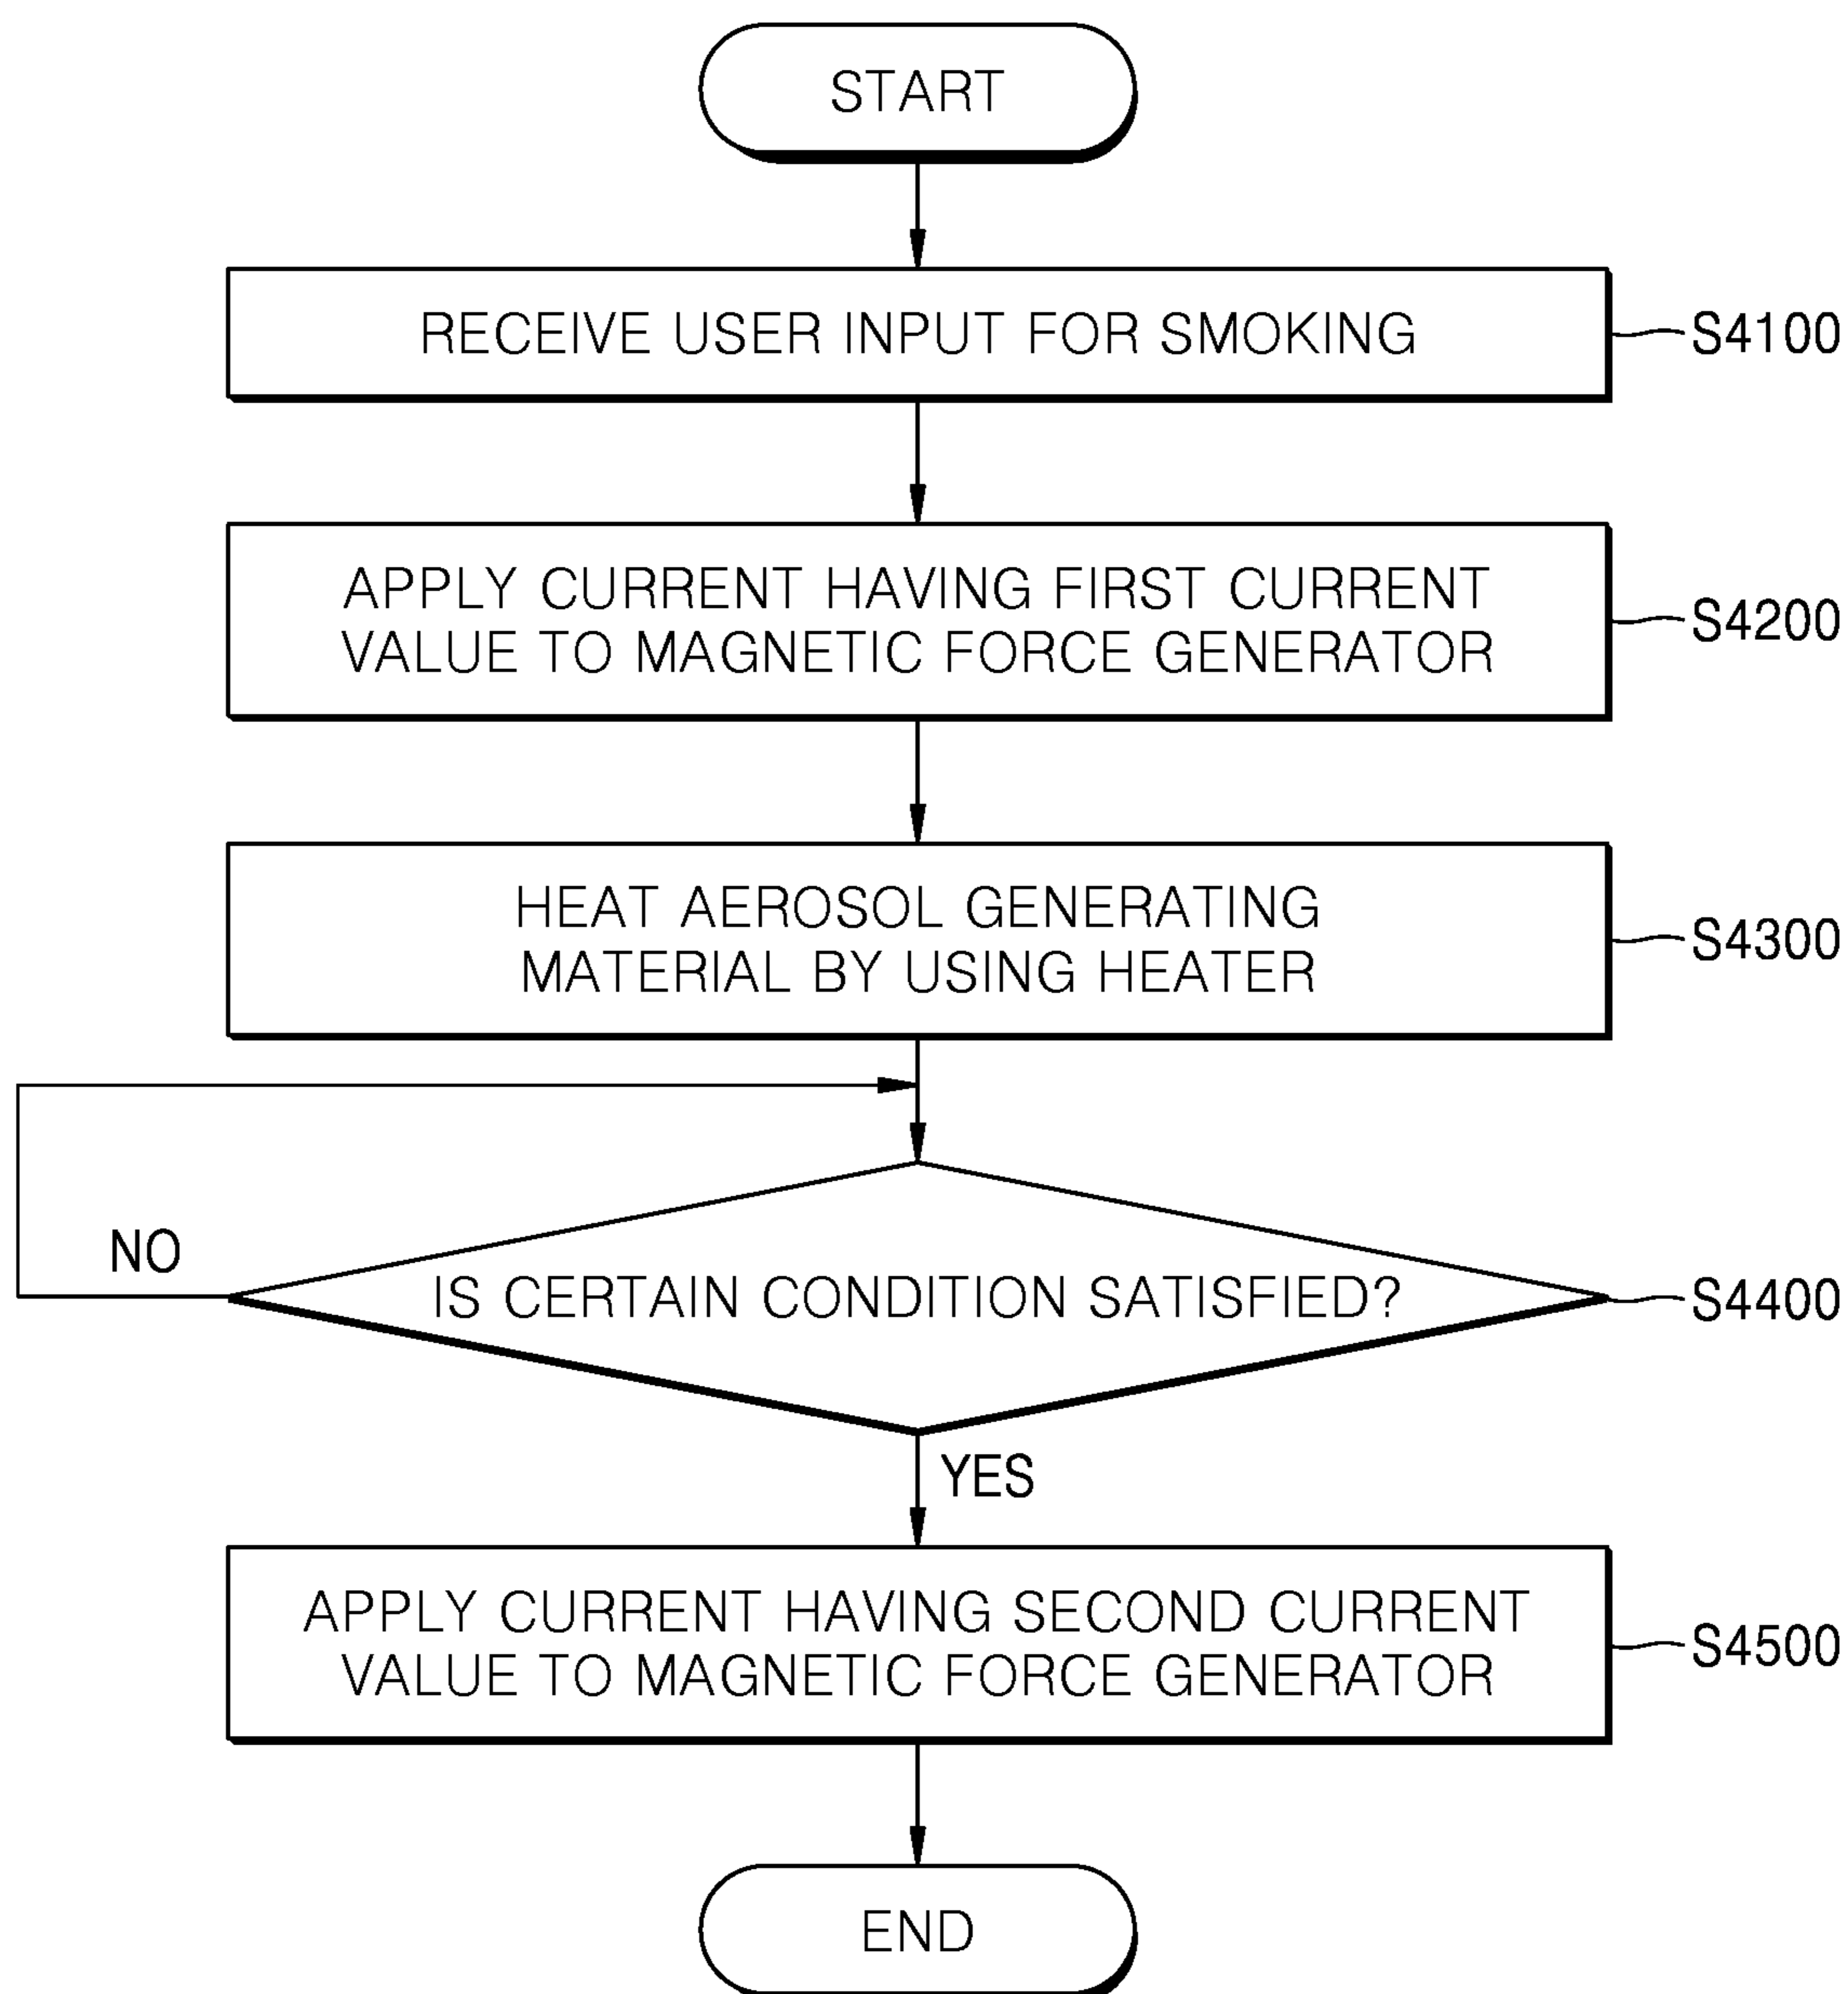 START
RECEIVE USER INPUT FOR SMOKING
S4100
APPLY CURRENT HAVING FIRST CURRENT
VALUE TO MAGNETIC FORCE GENERATOR
S4200
HEAT AEROSOL GENERATING
MATERIAL BY USING HEATER
S4300
NO
IS CERTAIN CONDITION SATISFIED?
S4400
YES
APPLY CURRENT HAVING SECOND CURRENT
VALUE TO MAGNETIC FORCE GENERATOR
S4500
END